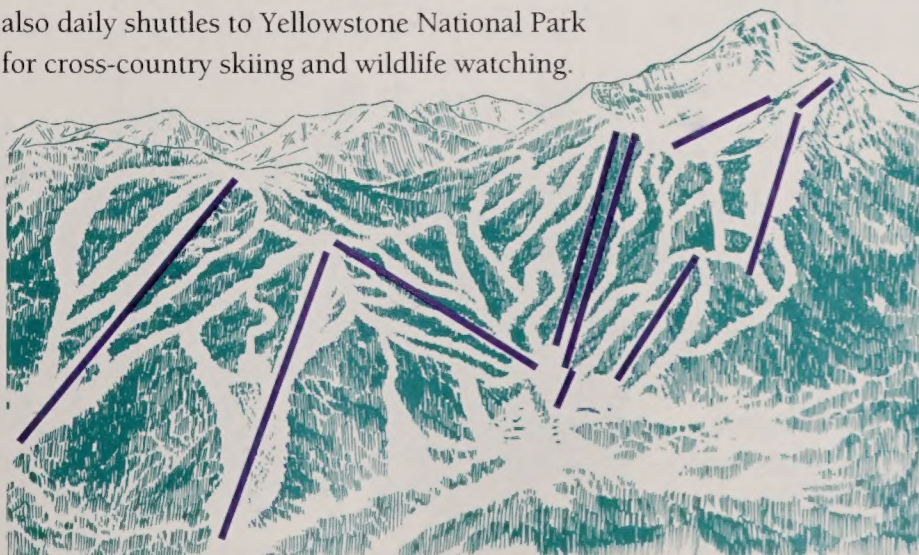 also daily shuttles to Yellowstone National Park
for cross-country skiing and wildlife watching.